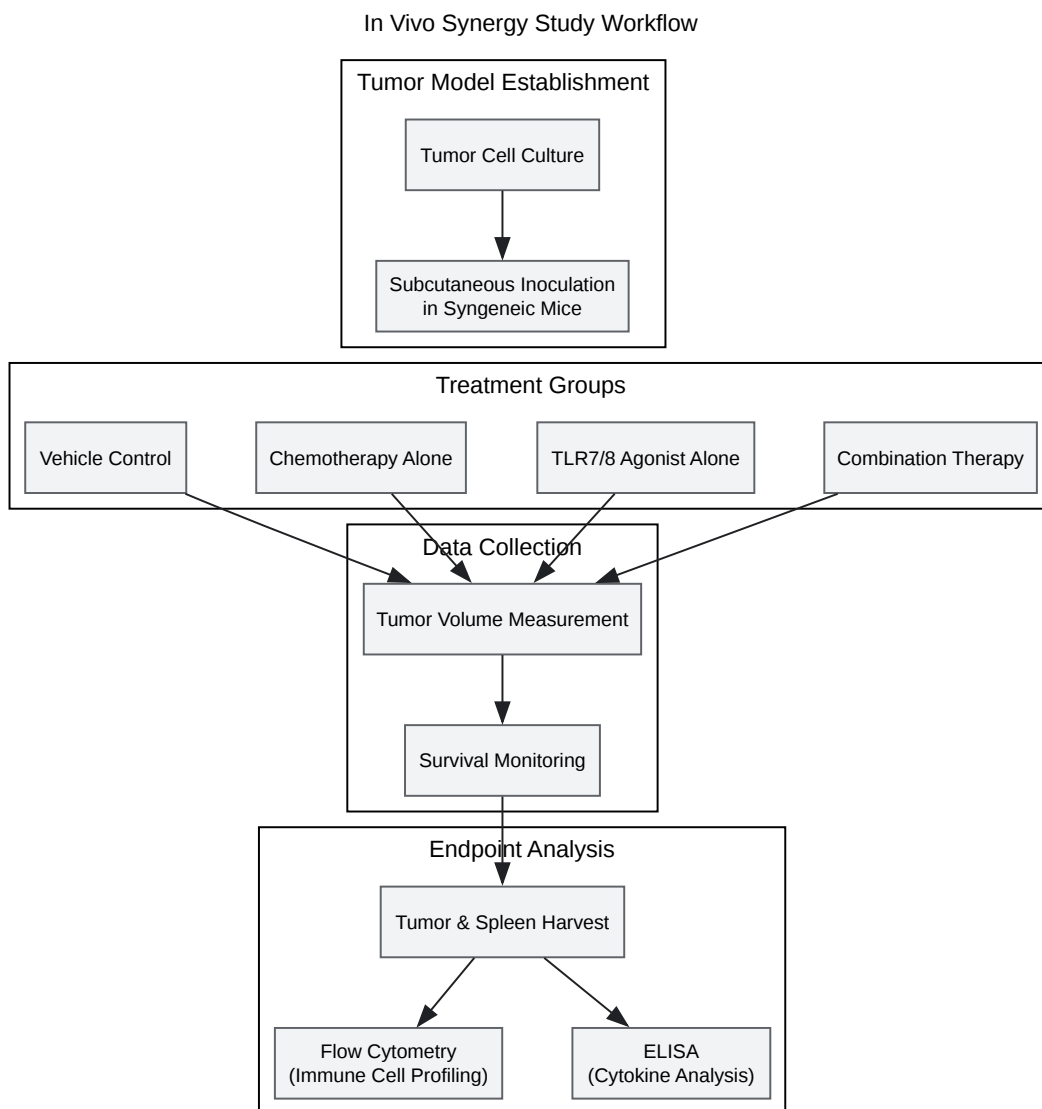 In Vivo Synergy Study Workflow
Tumor Model Establishment
Tumor Cell Culture
Subcutaneous Inoculation
in Syngeneic Mice
Treatment Groups
Vehicle Control
Chemotherapy Alone
TLR7/8 Agonist Alone
Combination Therapy
Data Collection
Tumor Volume Measurement
Survival Monitoring
Endpoint Analysis
Tumor & Spleen Harvest
Flow Cytometry
(Immune Cell Profiling)
ELISA
(Cytokine Analysis)